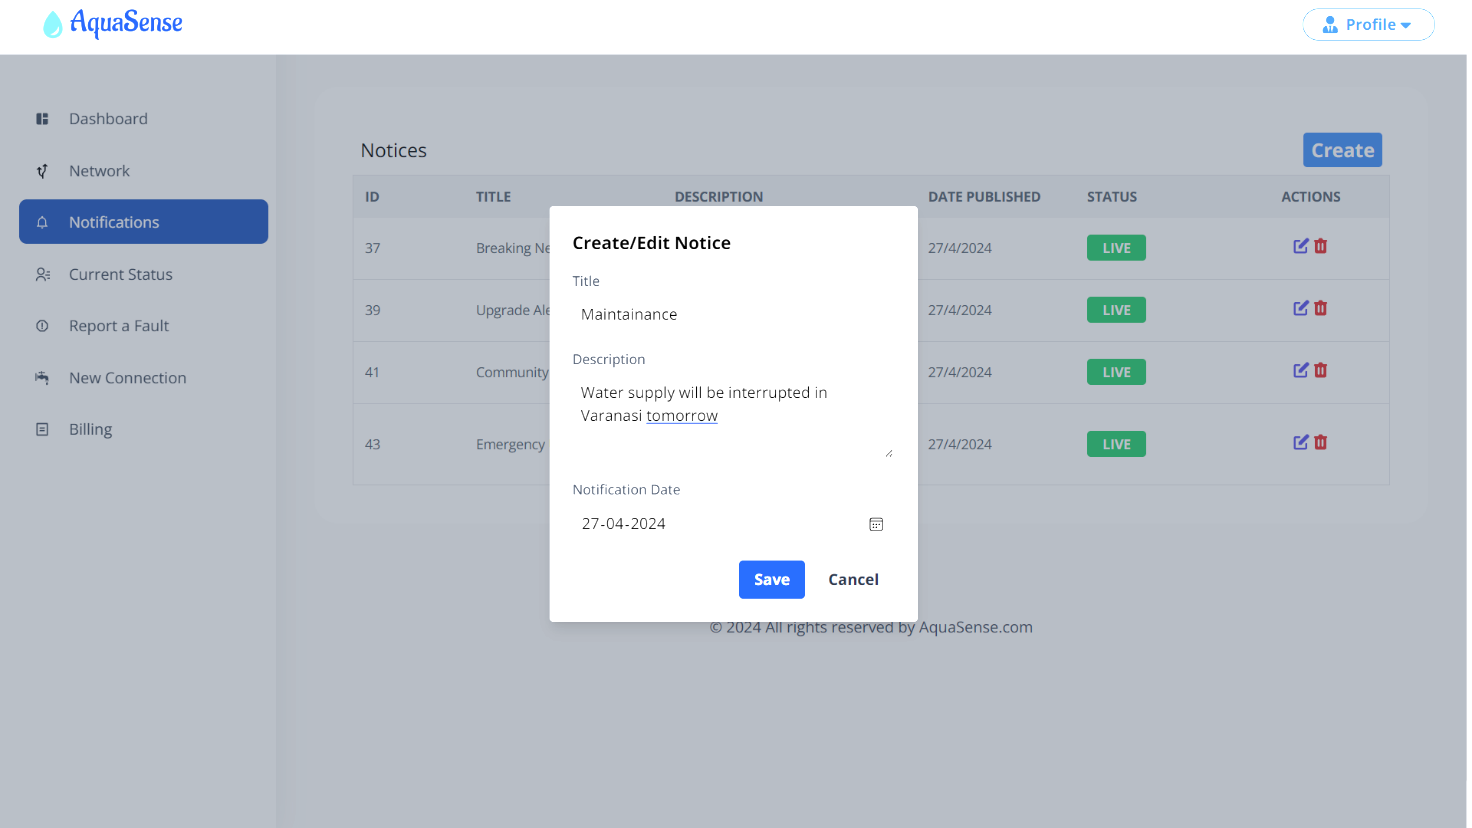 AquaSense
Profile
Dashboard
Network
Notifications
Current Status
Report a Fault
New Connection
Billing
Notices
Create
ID TITLE DESCRIPTION DATE PUBLISHED STATUS ACTIONS
37 Breaking Ne 27/4/2024 LIVE
39 Upgrade Ale 27/4/2024 LIVE
41 Community 27/4/2024 LIVE
43 Emergency 27/4/2024 LIVE
Create/Edit Notice
Title
Maintainance
Description
Water supply will be interrupted in
Varanasi tomorrow
Notification Date
27-04-2024
Save Cancel
© 2024 All rights reserved by AquaSense.com